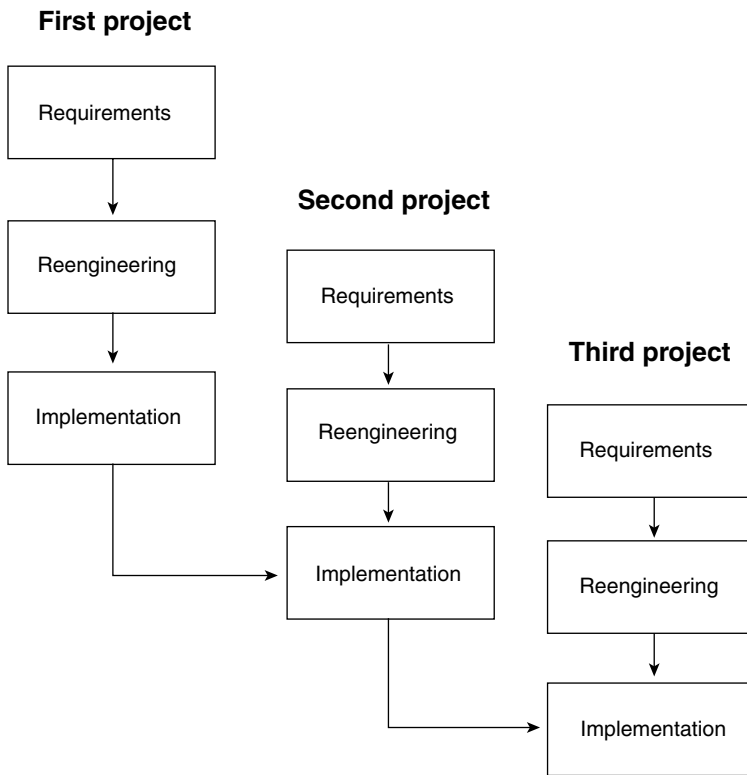 First project
Requirements
Reengineering
Implementation
Second project
Requirements
Reengineering
Implementation
Third project
Requirements
Reengineering
Implementation